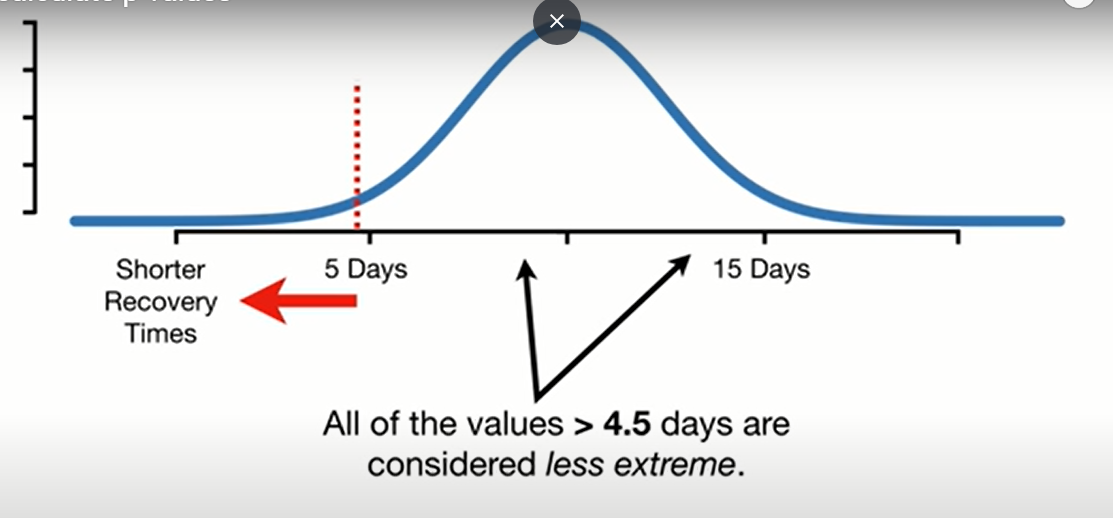 Shorter
Recovery
Times
5 Days
15 Days
All of the values > 4.5 days are
considered less extreme.